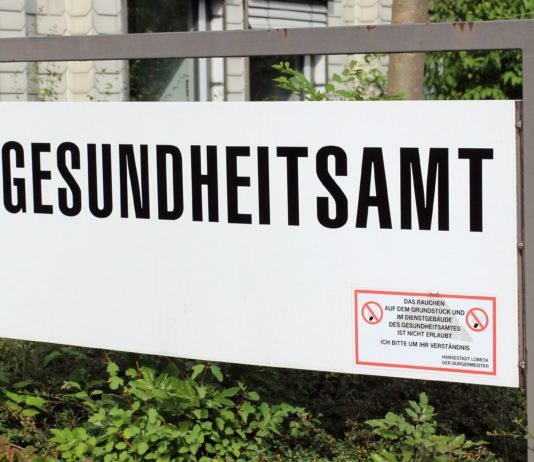 GESUNDHEITSAMT
DAS RAUCHEN
AUF DEM GRUNDSTÜCK UND
IM DIENSTGEBÄUDE
DES GESUNDHEITSAMTES
IST NICHT ERLAUBT
ICH BITTE UM IHR VERSTÄNDNIS
HANSESTADT LÜBECK
DER BÜRGERMEISTER